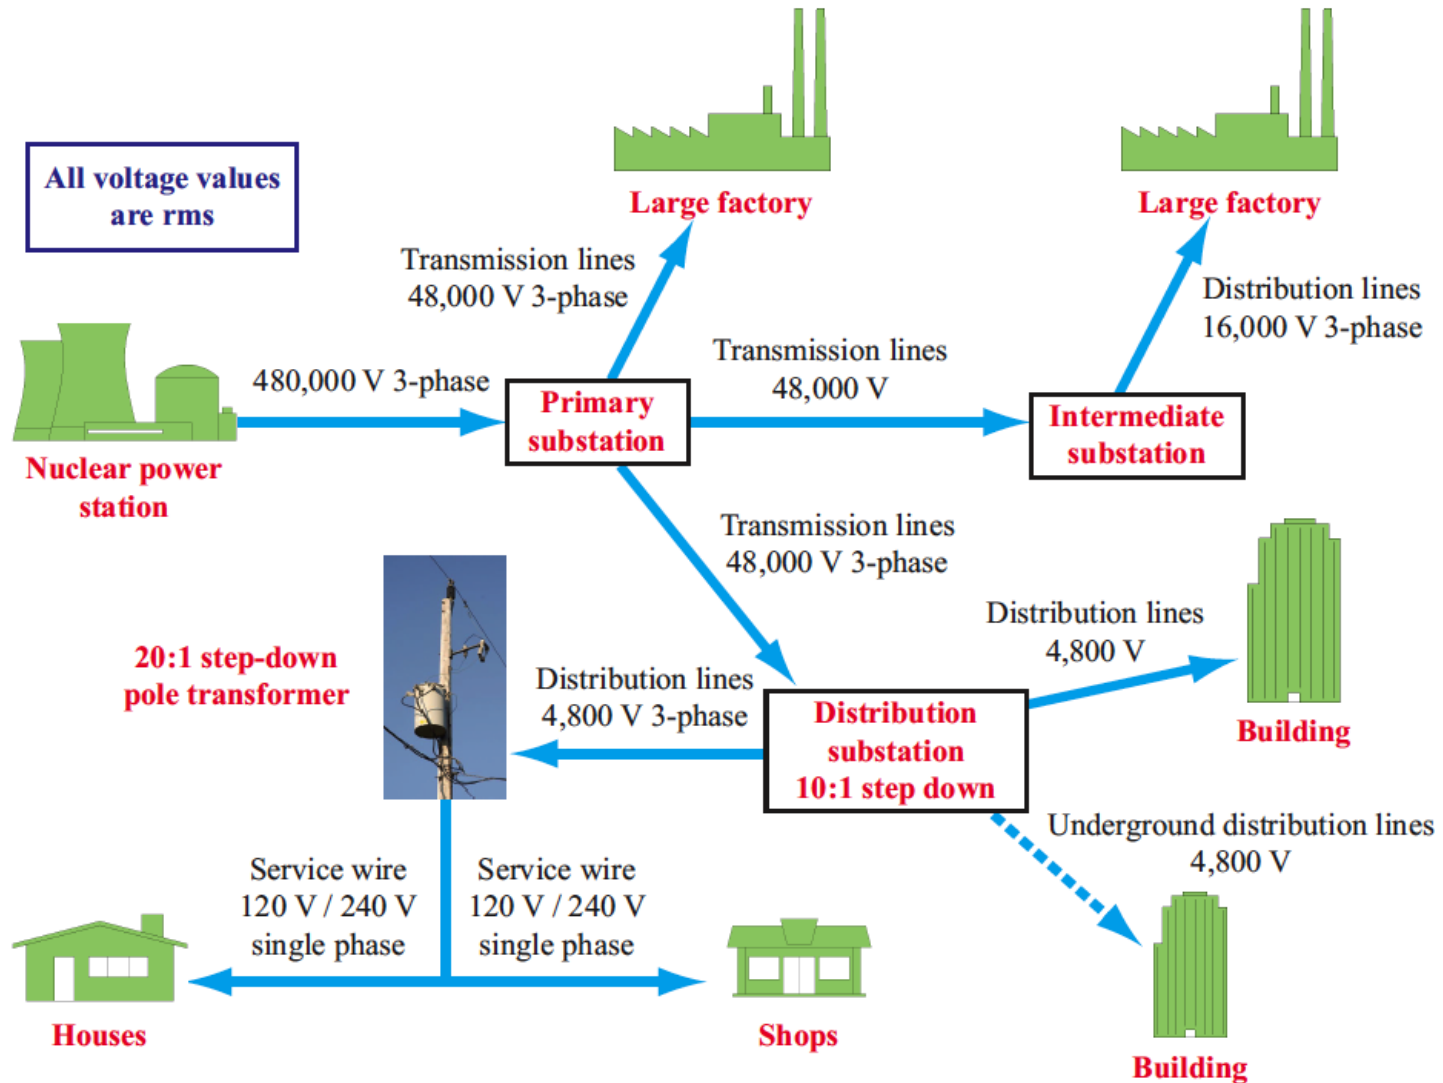 All voltage values
are rms
Large factory
Large factory
Transmission lines
48,000 V 3-phase
Distribution lines
16,000 V 3-phase
480,000 V 3-phase
Transmission lines
48,000 V
Primary
substation
Intermediate
substation
Nuclear power
station
Transmission lines
48,000 V 3-phase
20:1 step-down
pole transformer
Distribution lines
4,800 V 3-phase
Distribution lines
4,800 V
Distribution
substation
10:1 step down
Building
Underground distribution lines
4,800 V
Service wire
120 V / 240 V
single phase
Service wire
120 V / 240 V
single phase
Houses
Shops
Building